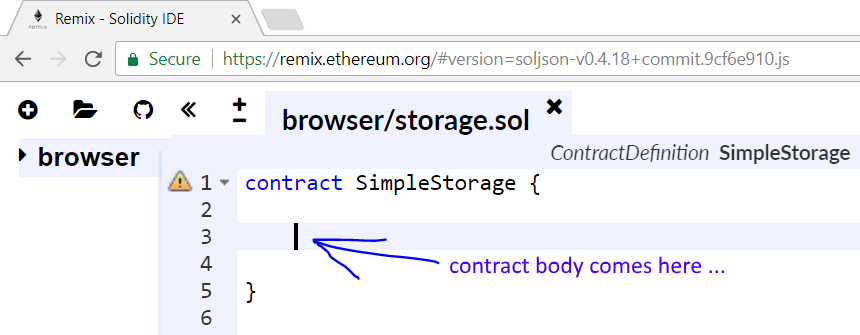 Remix - Solidity IDE
remix
Secure https://remix.ethereum.org/#version=soljson-v0.4.18+commit.9cf6e910.js
browser/storage.sol
browser
ContractDefinition SimpleStorage
1 contract SimpleStorage {
2
3
contract body comes here ...
4
5 }
6